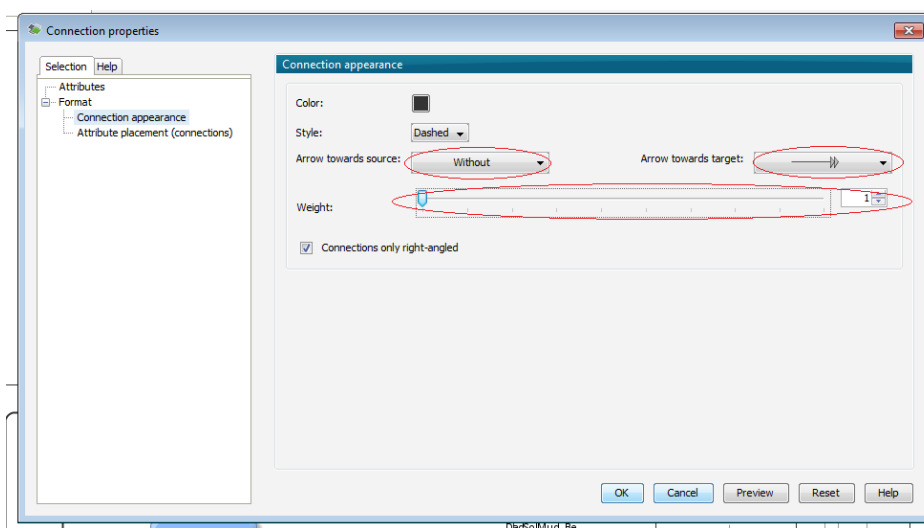 Connection properties
Selection Help
Connection appearance
Attributes
Format
Connection appearance
Attribute placement (connections)
Color:
Style: Dashed
Arrow towards source: Without Arrow towards target:
Weight: 1
Connections only right-angled
OK Cancel Preview Reset Help